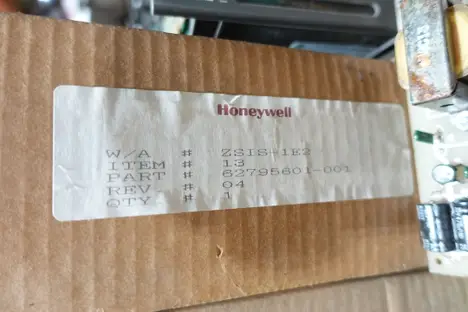 Honeywell
W/A # ZSIS-1E2
ITEM # 13
PART # 62795601-001
REV. # 04
QTY # 1